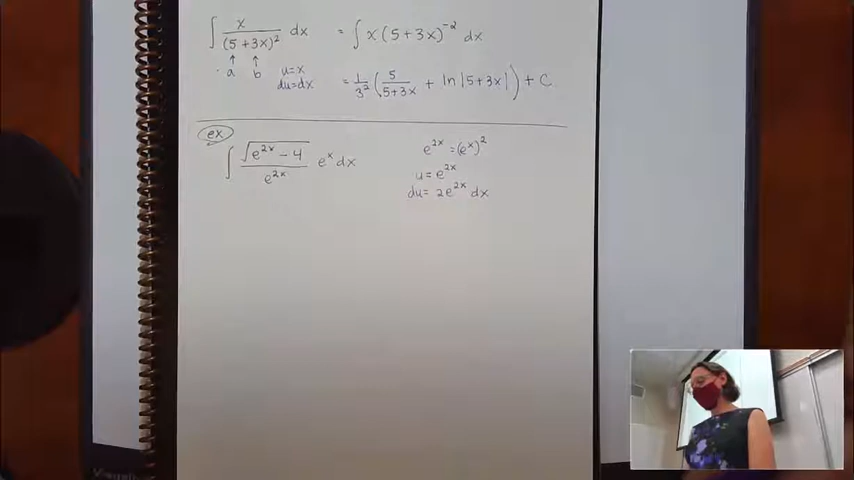 ∫ x/(5+3x)² dx = ∫ x(5+3x)⁻² dx
↑ ↑
a b u=x
du=dx = 1/3² (5/(5+3x) + ln|5+3x|) + C
ex
∫ √(e²ˣ - 4)/e²ˣ eˣ dx e²ˣ = (eˣ)²
u = e²ˣ
du = 2e²ˣ dx